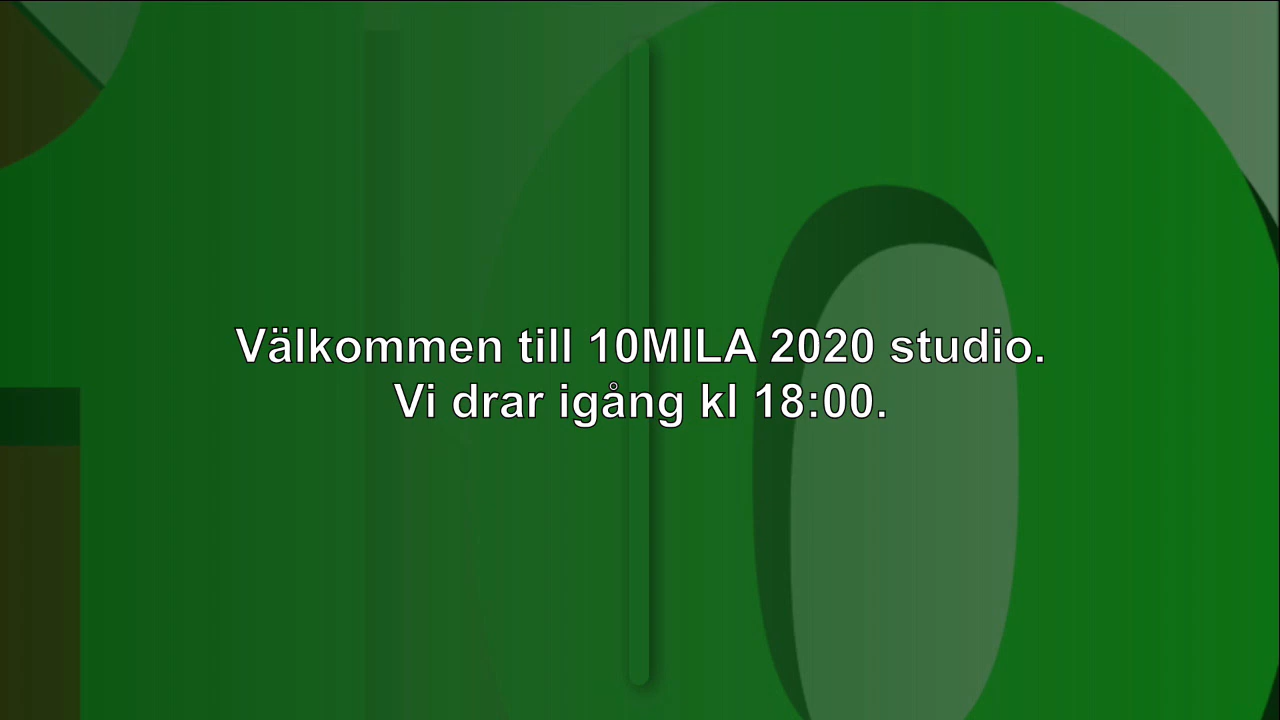 Välkommen till 10MILA 2020 studio.
Vi drar igång kl 18:00.